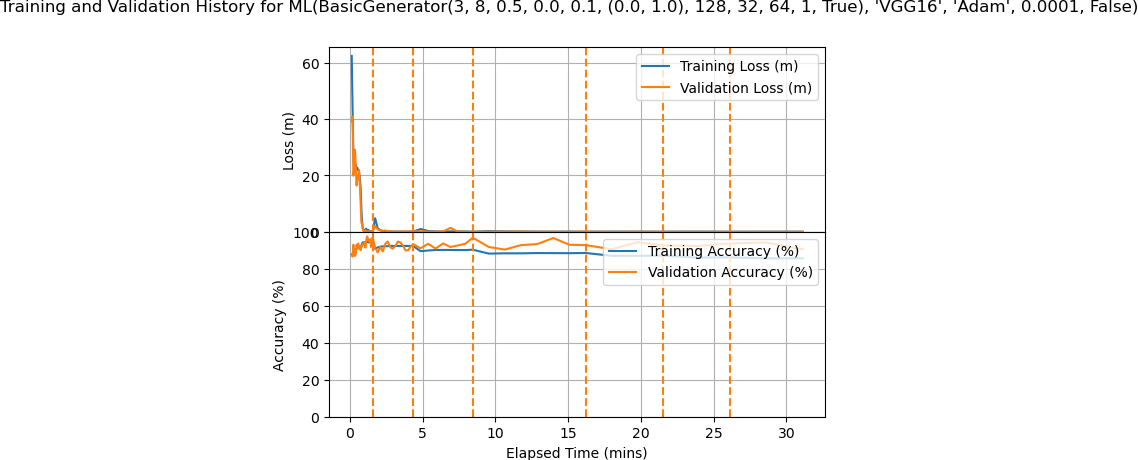 Training and Validation History for ML(BasicGenerator(3, 8, 0.5, 0.0, 0.1, (0.0, 1.0), 128, 32, 64, 1, True), 'VGG16', 'Adam', 0.0001, False)
Training Loss (m)
Validation Loss (m)
Loss (m)
60
40
20
0
Training Accuracy (%)
Validation Accuracy (%)
Accuracy (%)
100
80
60
40
20
0
0 5 10 15 20 25 30
Elapsed Time (mins)